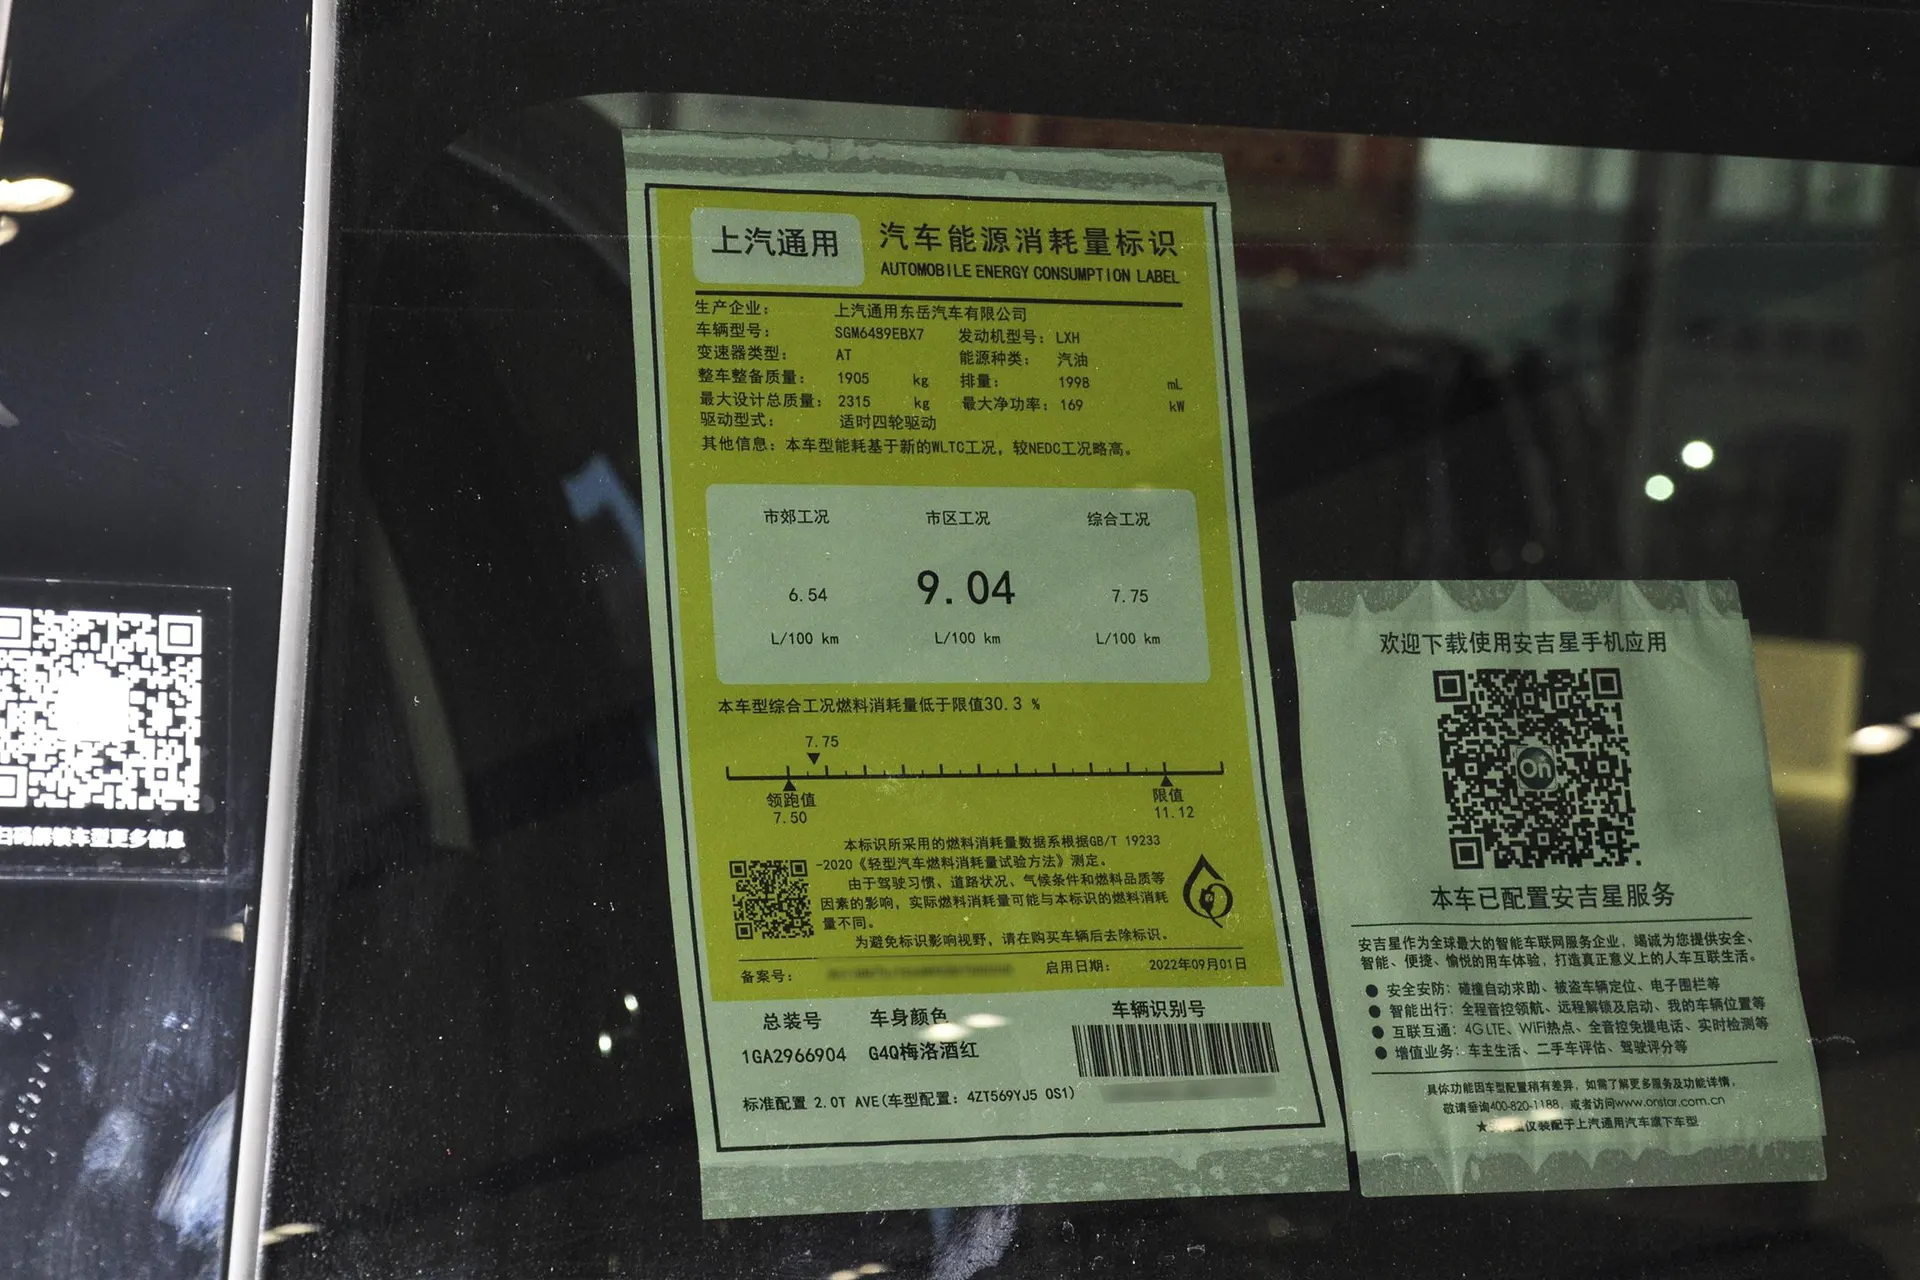 上汽通用
汽车能源消耗量标识
AUTOMOBILE ENERGY CONSUMPTION LABEL
生产企业： 上汽通用东岳汽车有限公司
车辆型号： SGM6489EBX7 发动机型号： LXH
变速器类型： AT 能源种类： 汽油
整车整备质量： 1905 kg 排量： 1998 mL
最大设计总质量： 2315 kg 最大净功率： 169 kW
驱动型式： 适时四轮驱动
其他信息： 本车型能耗基于新的WLTC工况，较NEDC工况略高。
市郊工况 市区工况 综合工况
6.54 9.04 7.75
L/100 km L/100 km L/100 km
本车型综合工况燃料消耗量低于限值30.3 %
7.75
领跑值 限值
7.50 11.12
本标识所采用的燃料消耗量数据系根据GB/T 19233
-2020《轻型汽车燃料消耗量试验方法》测定。
由于驾驶习惯、道路状况、气候条件和燃料品质等
因素的影响，实际燃料消耗量可能与本标识的燃料消耗
量不同。
为避免标识影响视野，请在购买车辆后去除标识。
备案号： 启用日期： 2022年09月01日
总装号 车身颜色 车辆识别号
1GA2966904 G4Q梅洛酒红
标准配置 2.0T AVE(车型配置：4ZT569YJ5 0S1)
欢迎下载使用安吉星手机应用
On
本车已配置安吉星服务
安吉星作为全球最大的智能车联网服务企业，竭诚为您提供安全、
智能、便捷、愉悦的用车体验，打造真正意义上的人车互联生活。
● 安全安防：碰撞自动求助、被盗车辆定位、电子围栏等
● 智能出行：全程音控领航、远程解锁及启动、我的车辆位置等
● 互联互通：4G LTE、WiFi热点、全音控免提电话、实时检测等
● 增值业务：车主生活、二手车评估、驾驶评分等
具体功能因车型配置稍有差异，如需了解更多服务及功能详情，
敬请垂询400-820-1188，或者访问www.onstar.com.cn
仅装配于上汽通用汽车旗下车型
扫码解锁车型更多信息